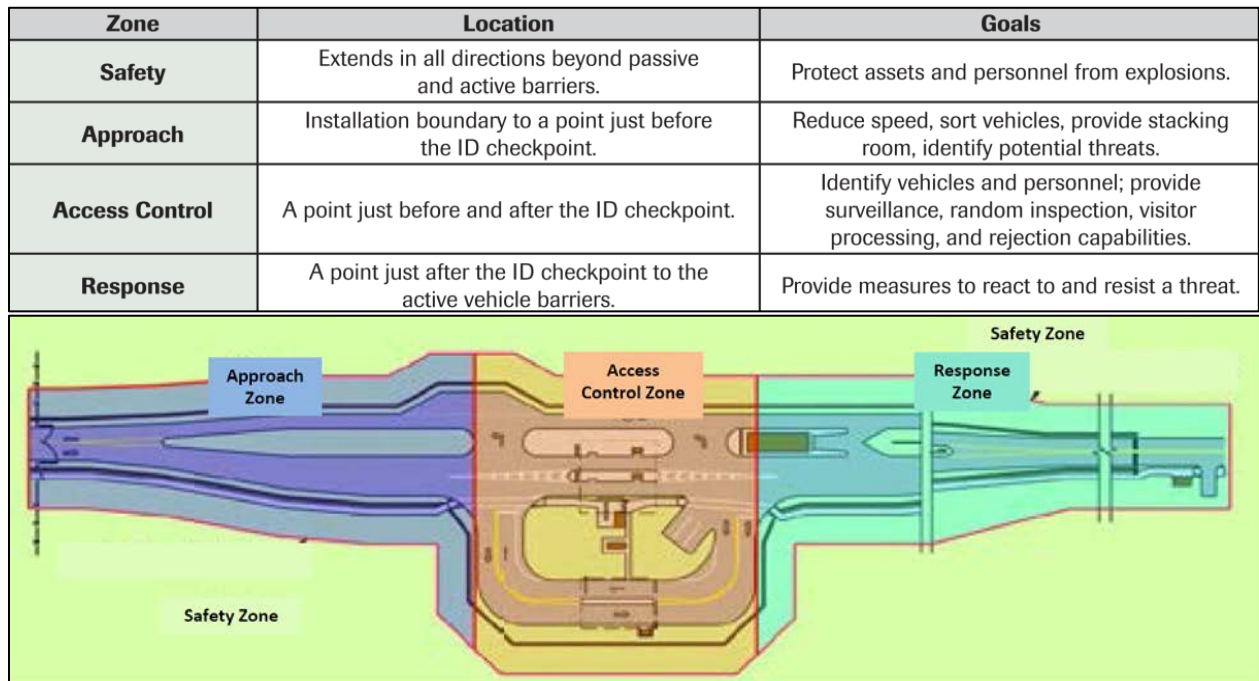 Zone Location Goals
Safety
Extends in all directions beyond passive
and active barriers.
Protect assets and personnel from explosions.
Approach
Installation boundary to a point just before
the ID checkpoint.
Reduce speed, sort vehicles, provide stacking
room, identify potential threats.
Access Control
A point just before and after the ID checkpoint.
Identify vehicles and personnel; provide
surveillance, random inspection, visitor
processing, and rejection capabilities.
Response
A point just after the ID checkpoint to the
active vehicle barriers.
Provide measures to react to and resist a threat.
Safety Zone
Approach
Zone
Access
Control Zone
Response
Zone
Safety Zone